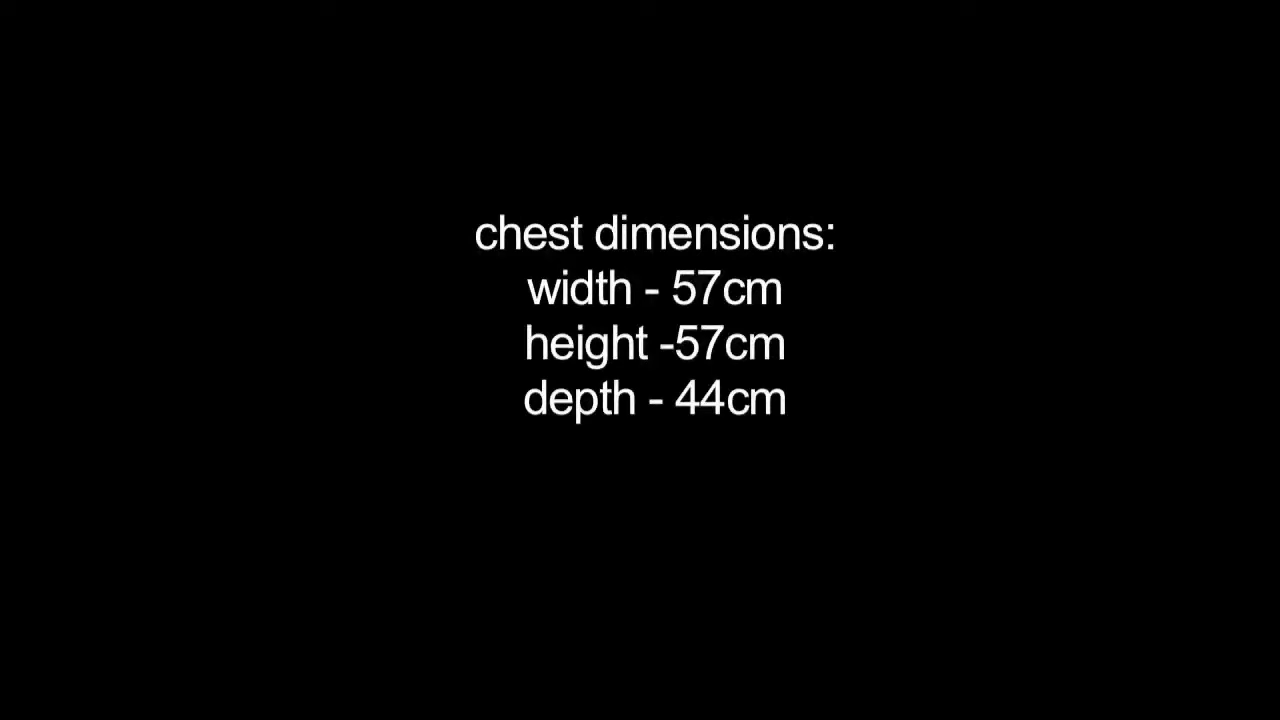 chest dimensions:
width - 57cm
height -57cm
depth - 44cm